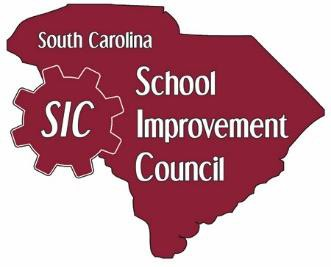 South Carolina
SIC
School
Improvement
Council